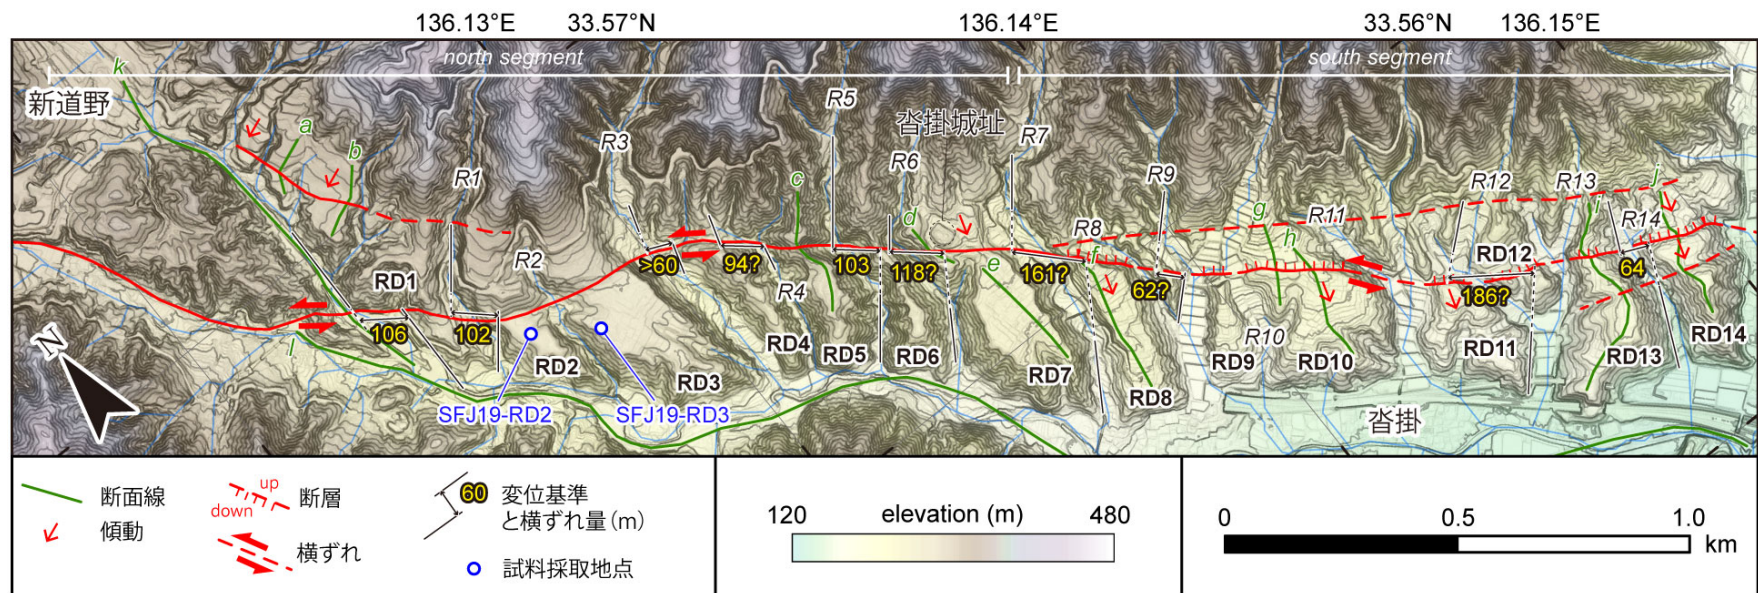 136.13°E 33.57°N 136.14°E 33.56°N 136.15°E
north segment south segment
k
新道野
a
b
R1
R2
R3
R5
沓掛城址
R7
R6
c
d
e
R4
R9
R8
f
g
h
R11
R12
R13
i
R14
j
>60
94?
103
118?
161?
62?
186?
64
106
102
RD1
l
N
SFJ19-RD2
SFJ19-RD3
RD2
RD3
RD4
RD5
RD6
RD7
RD8
RD9
R10
RD10
RD11
RD12
RD13
RD14
沓掛
断面線
傾動
up
down
断層
横ずれ
60
変位基準
と横ずれ量(m)
試料採取地点
120 elevation (m) 480
0 0.5 1.0
km